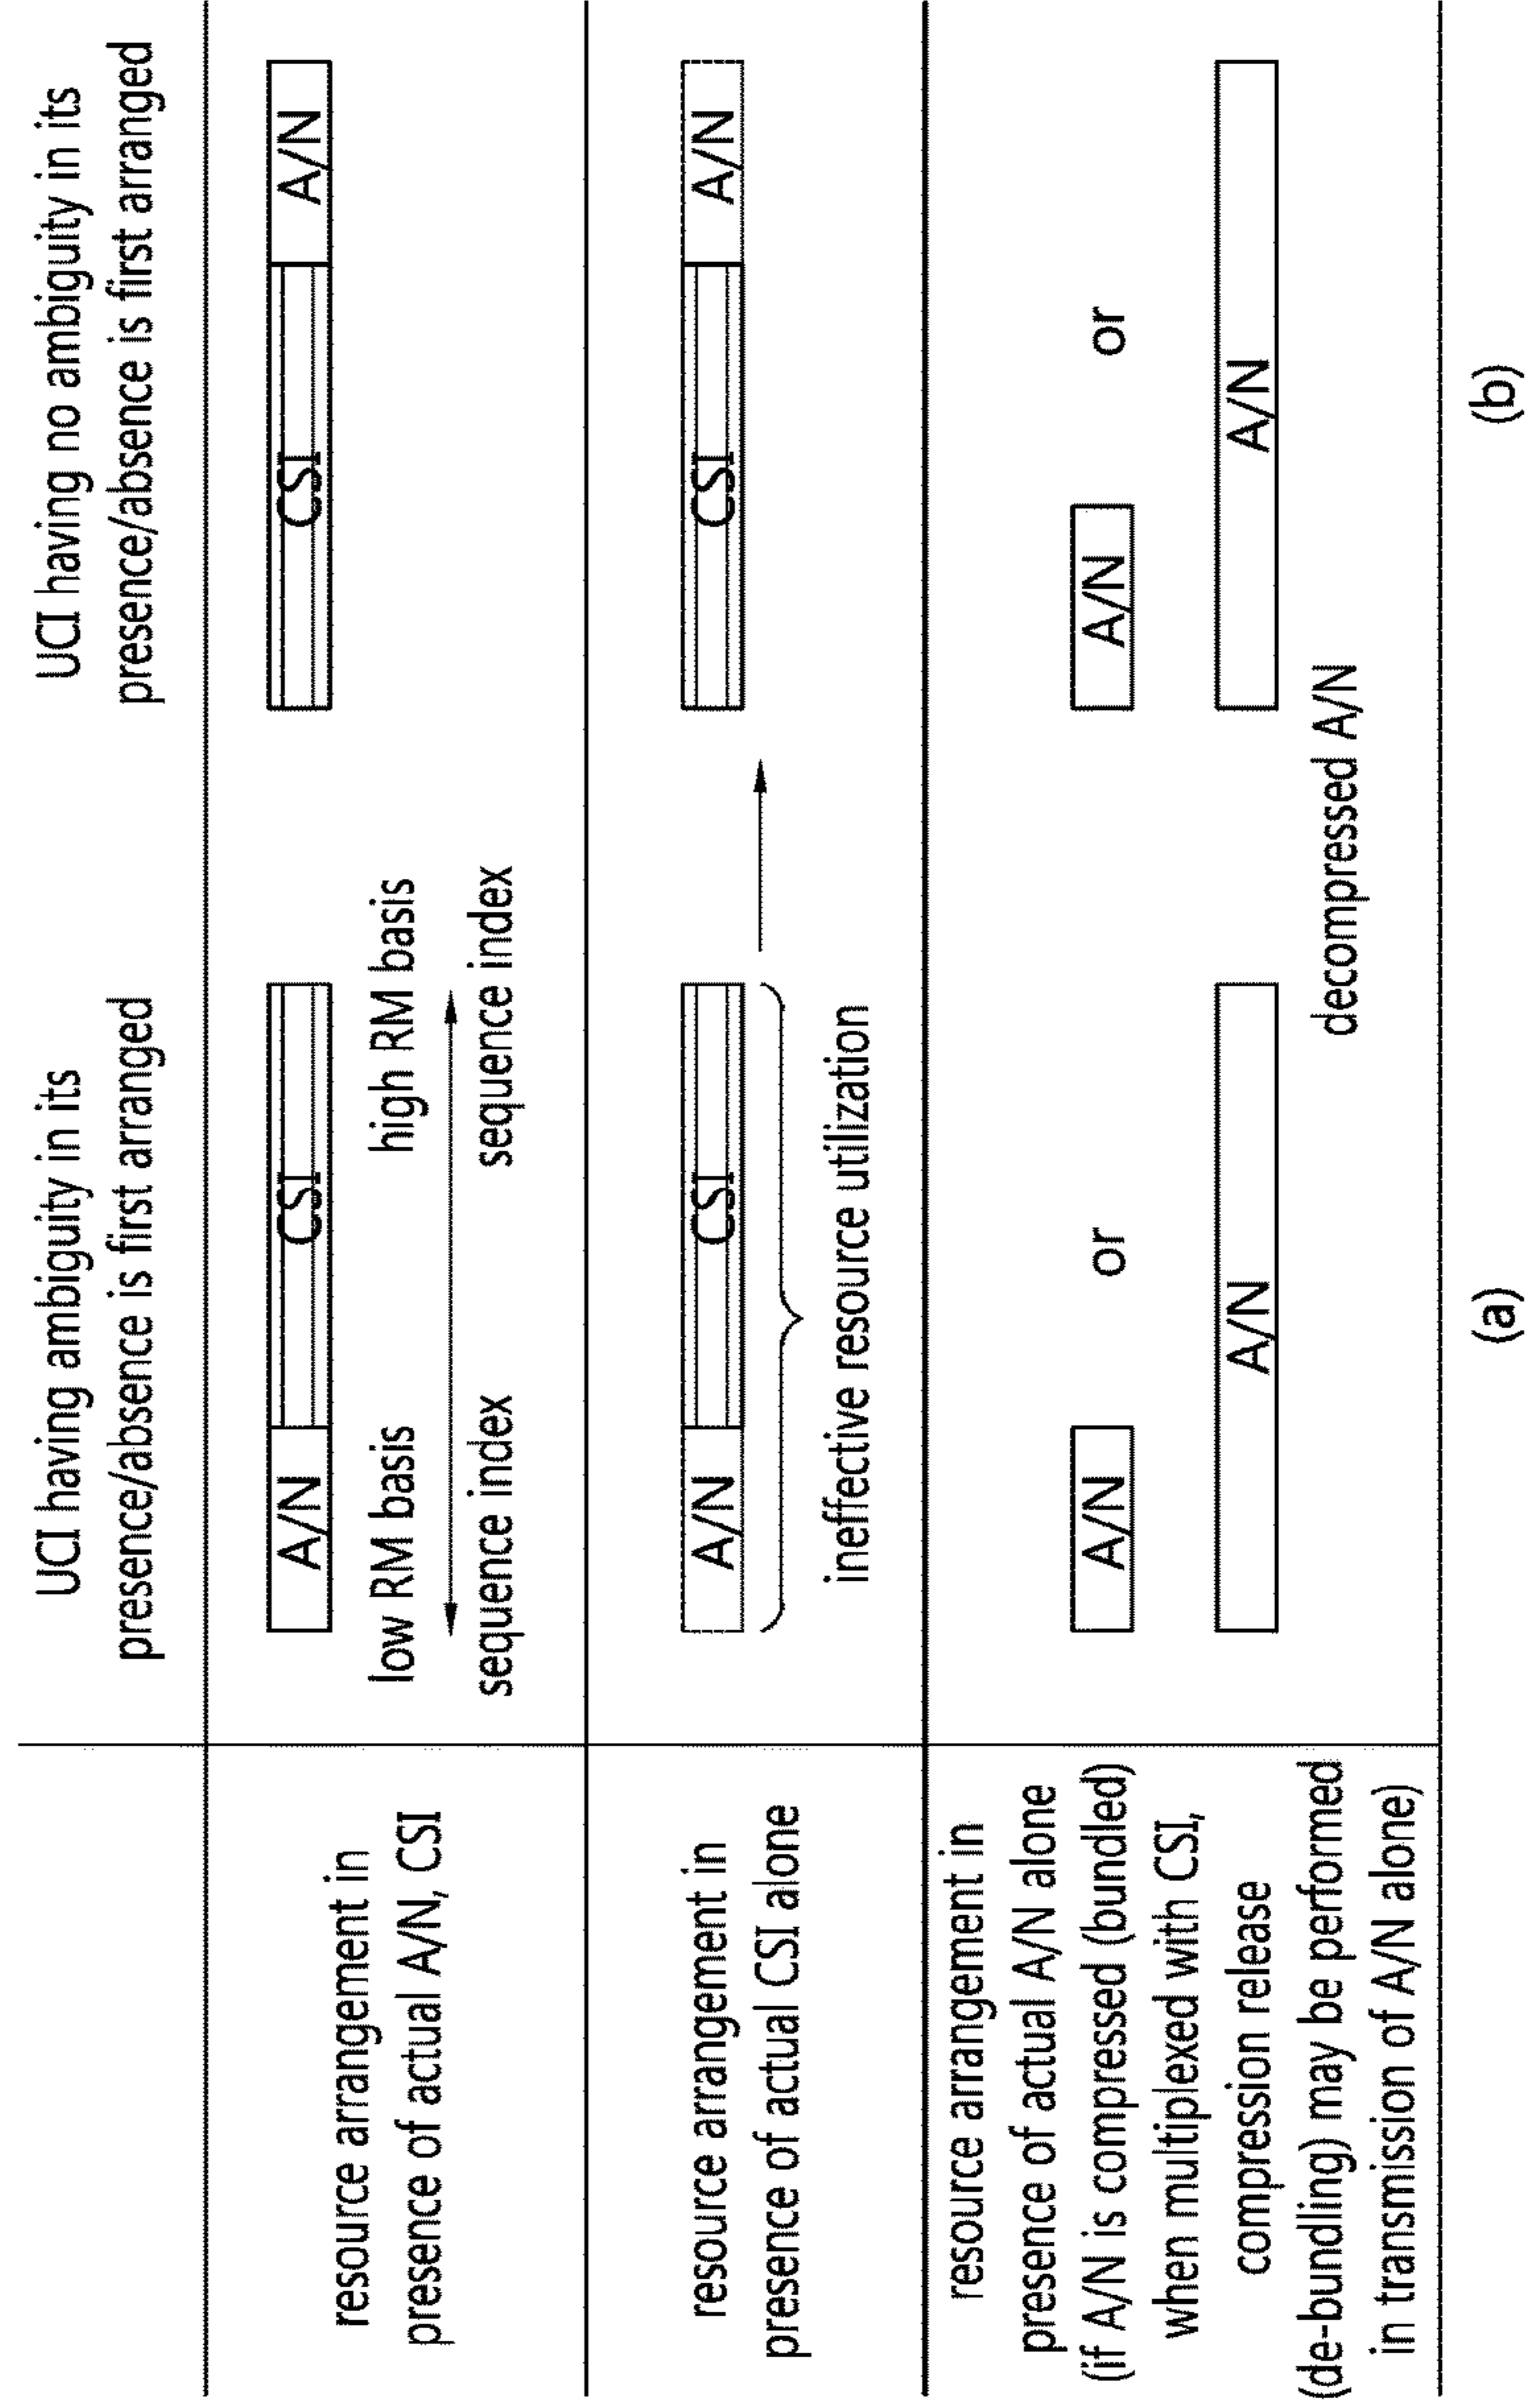 UCI having ambiguity in its
presence/absence is first arranged
UCI having no ambiguity in its
presence/absence is first arranged
resource arrangement in
presence of actual A/N, CSI
A/N
CSI
low RM basis
sequence index
high RM basis
sequence index
CSI
A/N
resource arrangement in
presence of actual CSI alone
A/N
CSI
ineffective resource utilization
CSI
A/N
resource arrangement in
presence of actual A/N alone
(if A/N is compressed (bundled)
when multiplexed with CSI,
compression release
(de-bundling) may be performed
in transmission of A/N alone)
A/N
or
A/N
A/N
or
A/N
decompressed A/N
(a)
(b)